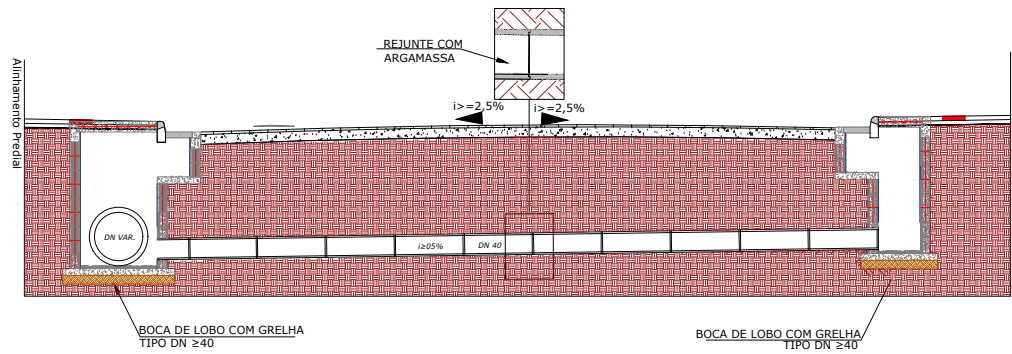 REJUNTE COM
ARGAMASSA
i>=2,5%
i>=2,5%
Alinhamento Predial
DN VAR.
i≥05%
DN 40
BOCA DE LOBO COM GRELHA
TIPO DN ≥40
BOCA DE LOBO COM GRELHA
TIPO DN ≥40